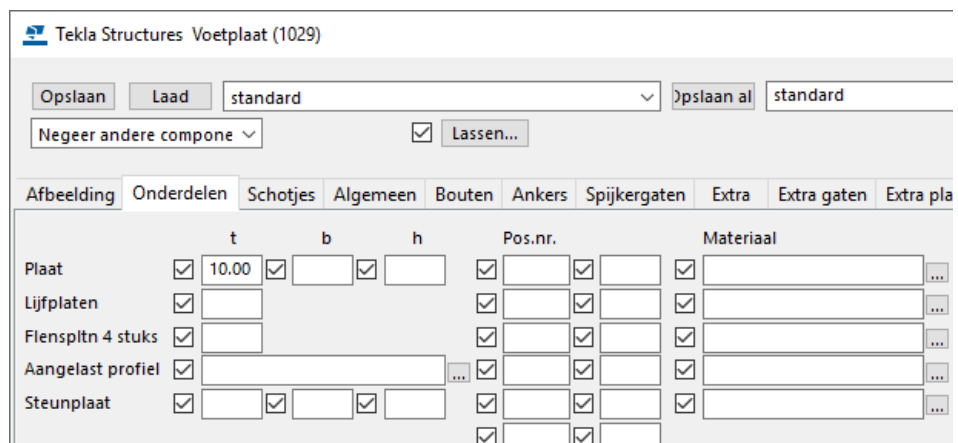 Tekla Structures Voetplaat (1029)
Opslaan Laad standard Opslaan al standard
Negeer andere compone Lassen...
Afbeelding Onderdelen Schotjes Algemeen Bouten Ankers Spijkergaten Extra Extra gaten Extra pla
t b h Pos.nr. Materiaal
Plaat 10.00 ...
Lijfplaten ...
Flenspltn 4 stuks ...
Aangelast profiel ... ...
Steunplaat ...